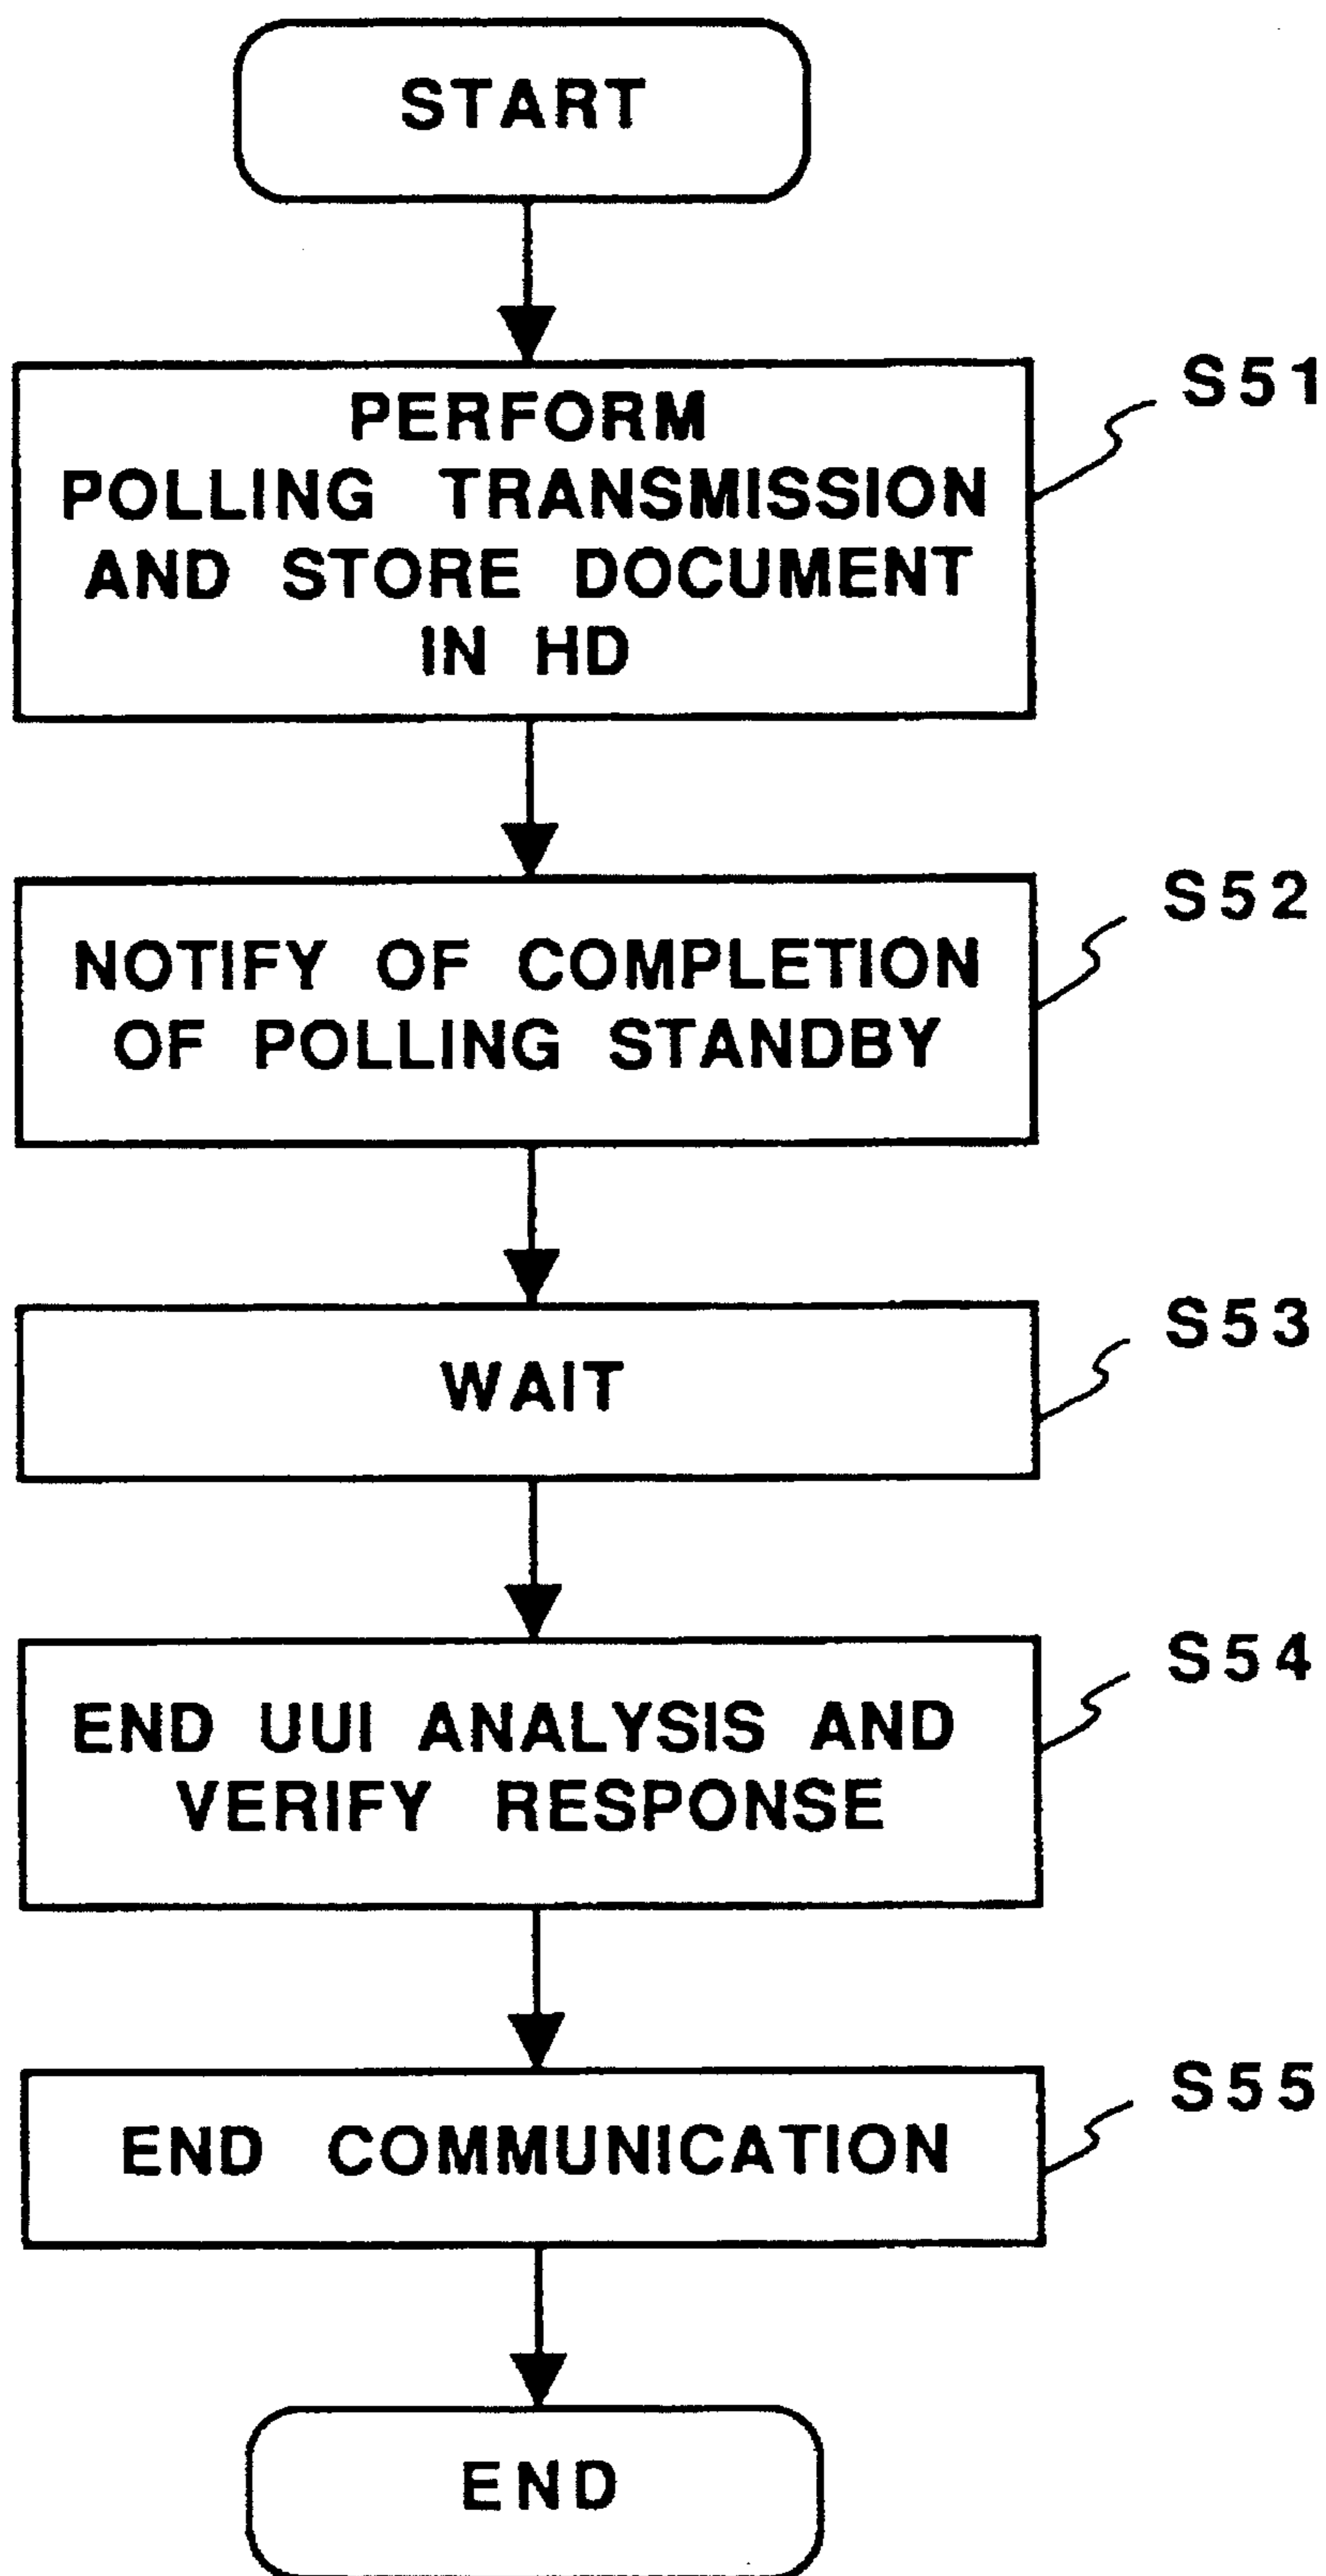 START
PERFORM
POLLING TRANSMISSION
AND STORE DOCUMENT
IN HD
S51
NOTIFY OF COMPLETION
OF POLLING STANDBY
S52
WAIT
S53
END UUI ANALYSIS AND
VERIFY RESPONSE
S54
END COMMUNICATION
S55
END